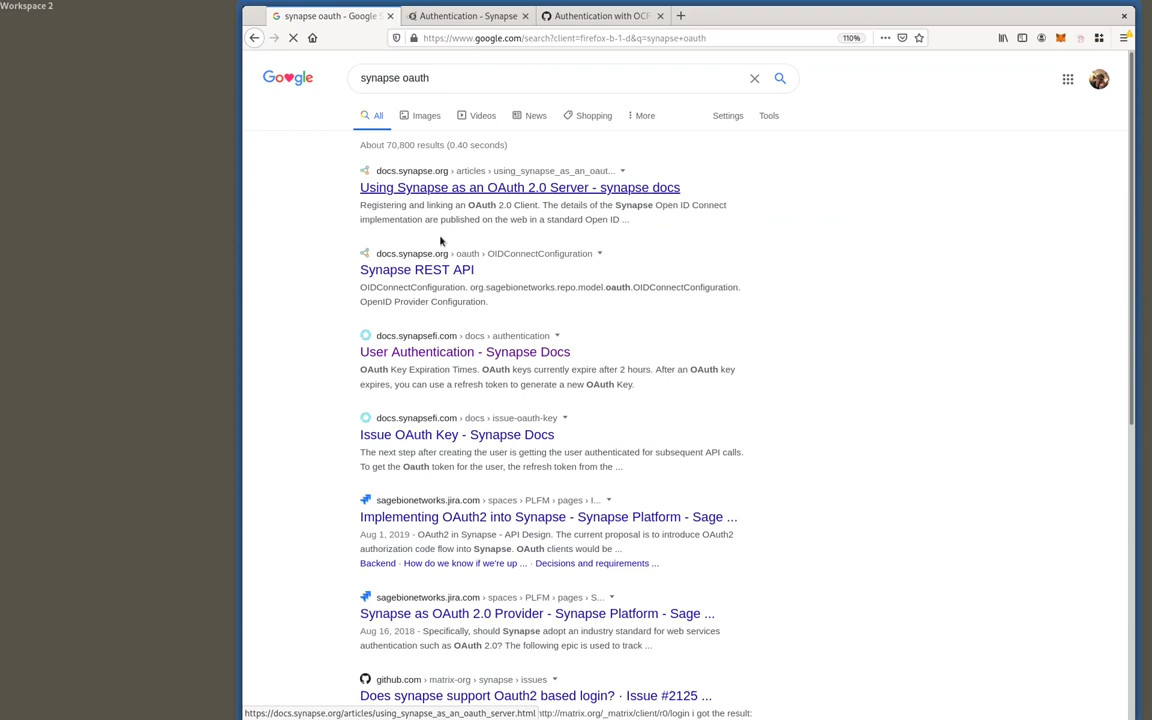 Workspace 2
synapse oauth - Google S
Authentication - Synapse
Authentication with OCF
https://www.google.com/search?client=firefox-b-1-d&q=synapse+oauth
110%
Google
synapse oauth
All
Images
Videos
News
Shopping
More
Settings
Tools
About 70,800 results (0.40 seconds)
docs.synapse.org › articles › using_synapse_as_an_oaut...
Using Synapse as an OAuth 2.0 Server - synapse docs
Registering and linking an OAuth 2.0 Client. The details of the Synapse Open ID Connect
implementation are published on the web in a standard Open ID ...
docs.synapse.org › oauth › OIDConnectConfiguration
Synapse REST API
OIDConnectConfiguration. org.sagebionetworks.repo.model.oauth.OIDConnectConfiguration.
OpenID Provider Configuration.
docs.synapsefi.com › docs › authentication
User Authentication - Synapse Docs
OAuth Key Expiration Times. OAuth keys currently expire after 2 hours. After an OAuth key
expires, you can use a refresh token to generate a new OAuth Key.
docs.synapsefi.com › docs › issue-oauth-key
Issue OAuth Key - Synapse Docs
The next step after creating the user is getting the user authenticated for subsequent API calls.
To get the Oauth token for the user, the refresh token from the ...
sagebionetworks.jira.com › spaces › PLFM › pages › I...
Implementing OAuth2 into Synapse - Synapse Platform - Sage ...
Aug 1, 2019 - OAuth2 in Synapse - API Design. The current proposal is to introduce OAuth2
authorization code flow into Synapse. OAuth clients would be ...
Backend · How do we know if we're up ... · Decisions and requirements ...
sagebionetworks.jira.com › spaces › PLFM › pages › S...
Synapse as OAuth 2.0 Provider - Synapse Platform - Sage ...
Aug 16, 2018 - Specifically, should Synapse adopt an industry standard for web services
authentication such as OAuth 2.0? The following epic is used to track ...
github.com › matrix-org › synapse › issues
Does synapse support Oauth2 based login? · Issue #2125 ...
https://docs.synapse.org/articles/using_synapse_as_an_oauth_server.html
http://matrix.org/_matrix/client/r0/login i got the result: